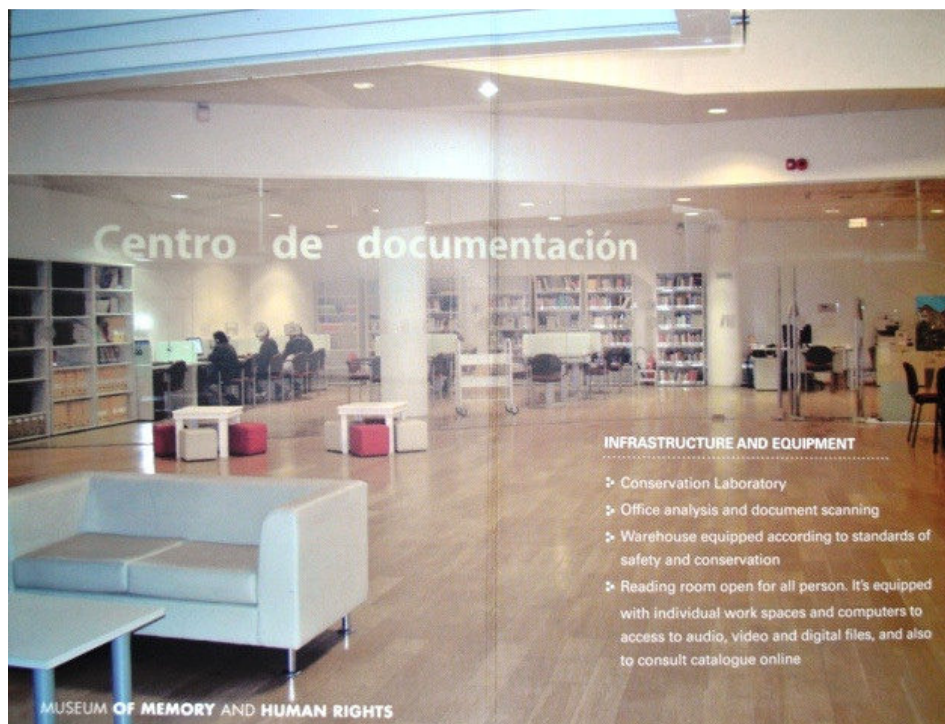 Centro de documentación
INFRASTRUCTURE AND EQUIPMENT
Conservation Laboratory
Office analysis and document scanning
Warehouse equipped according to standards of
safety and conservation
Reading room open for all person. It's equipped
with individual work spaces and computers to
access to audio, video and digital files, and also
to consult catalogue online
MUSEUM OF MEMORY AND HUMAN RIGHTS